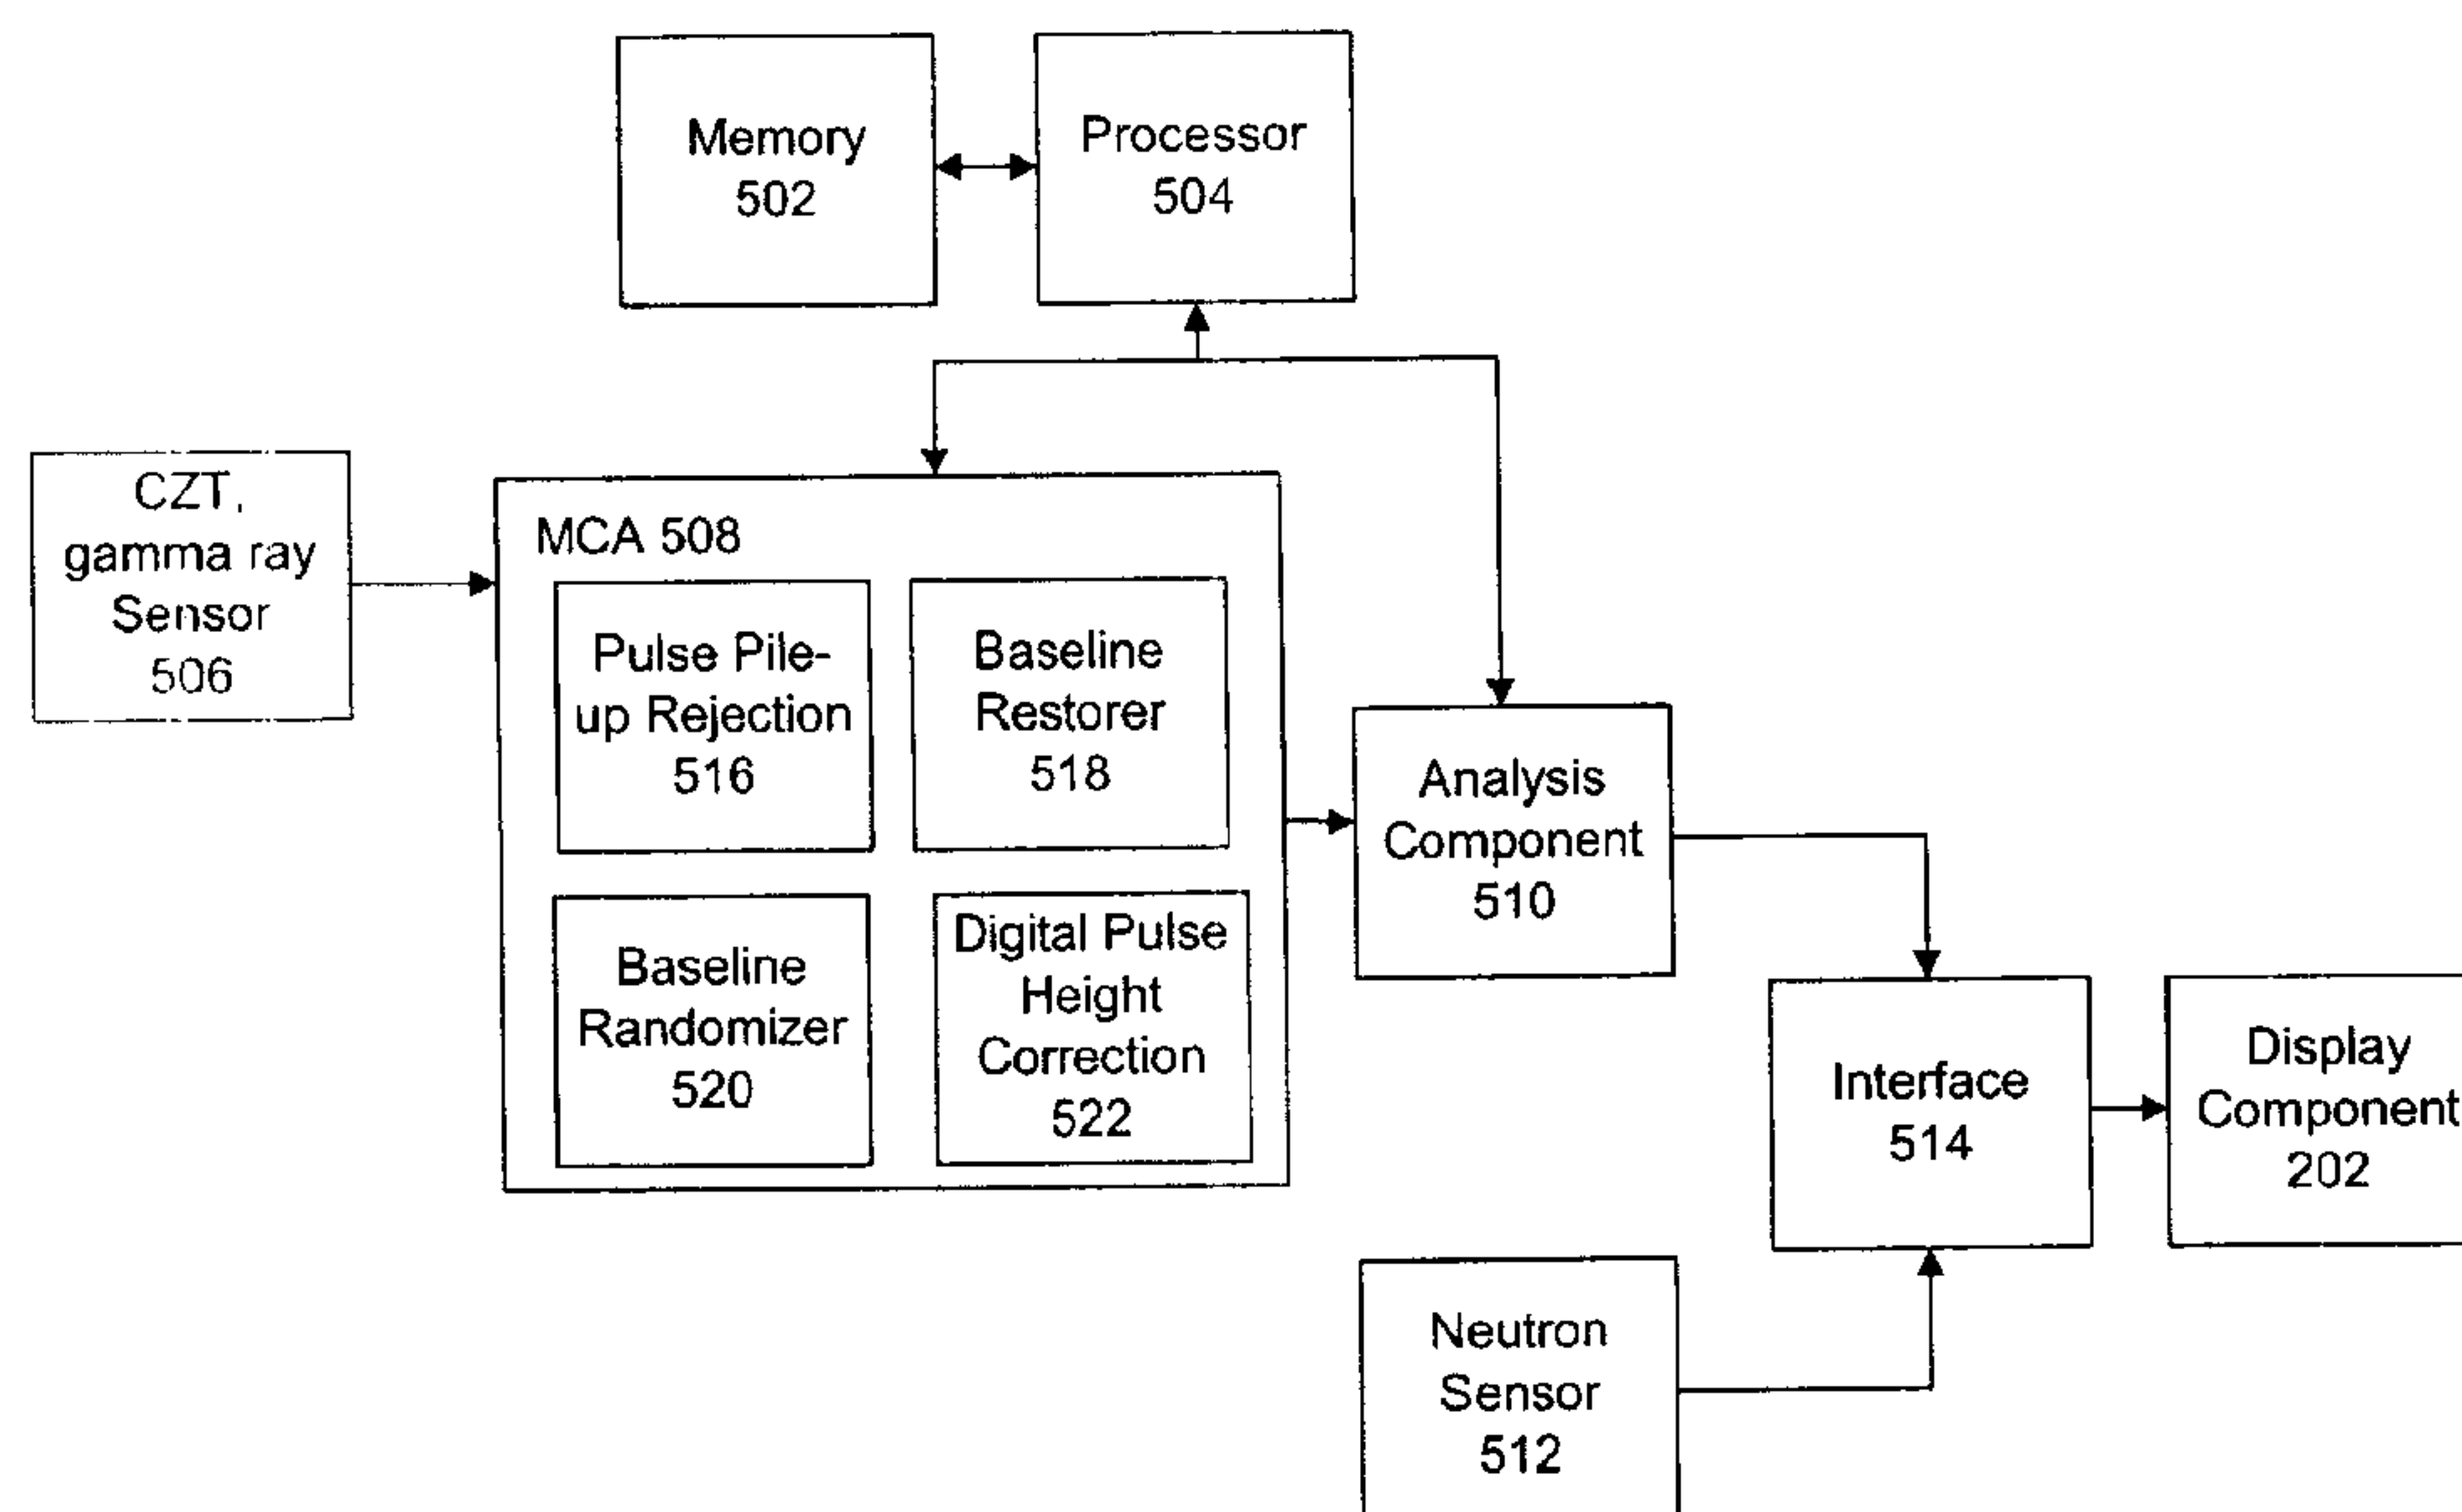 Memory
502
Processor
504
CZT,
gamma ray
Sensor
506
MCA 508
Pulse Pile-
up Rejection
516
Baseline
Restorer
518
Baseline
Randomizer
520
Digital Pulse
Height
Correction
522
Analysis
Component
510
Interface
514
Display
Component
202
Neutron
Sensor
512